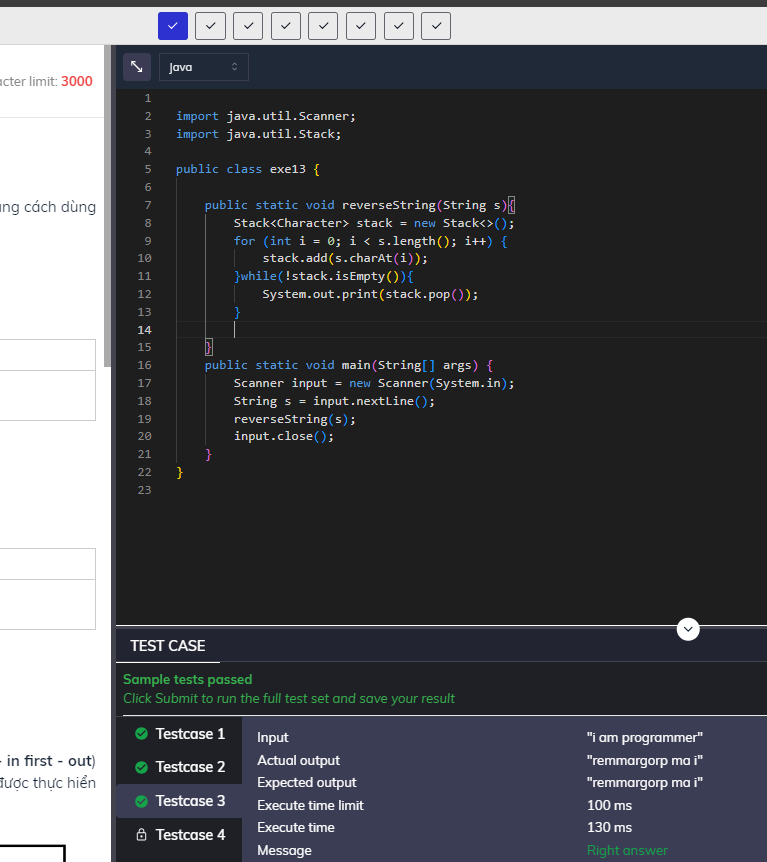 cter limit: 3000
ng cách dùng
- in first - out)
được thực hiển
Java
1
2 import java.util.Scanner;
3 import java.util.Stack;
4
5 public class exe13 {
6
7 public static void reverseString(String s){
8 Stack<Character> stack = new Stack<>();
9 for (int i = 0; i < s.length(); i++) {
10 stack.add(s.charAt(i));
11 }while(!stack.isEmpty()){
12 System.out.print(stack.pop());
13 }
14
15 }
16 public static void main(String[] args) {
17 Scanner input = new Scanner(System.in);
18 String s = input.nextLine();
19 reverseString(s);
20 input.close();
21 }
22 }
23
TEST CASE
Sample tests passed
Click Submit to run the full test set and save your result
Testcase 1
Testcase 2
Testcase 3
Testcase 4
Input "i am programmer"
Actual output "remmargorp ma i"
Expected output "remmargorp ma i"
Execute time limit 100 ms
Execute time 130 ms
Message Right answer